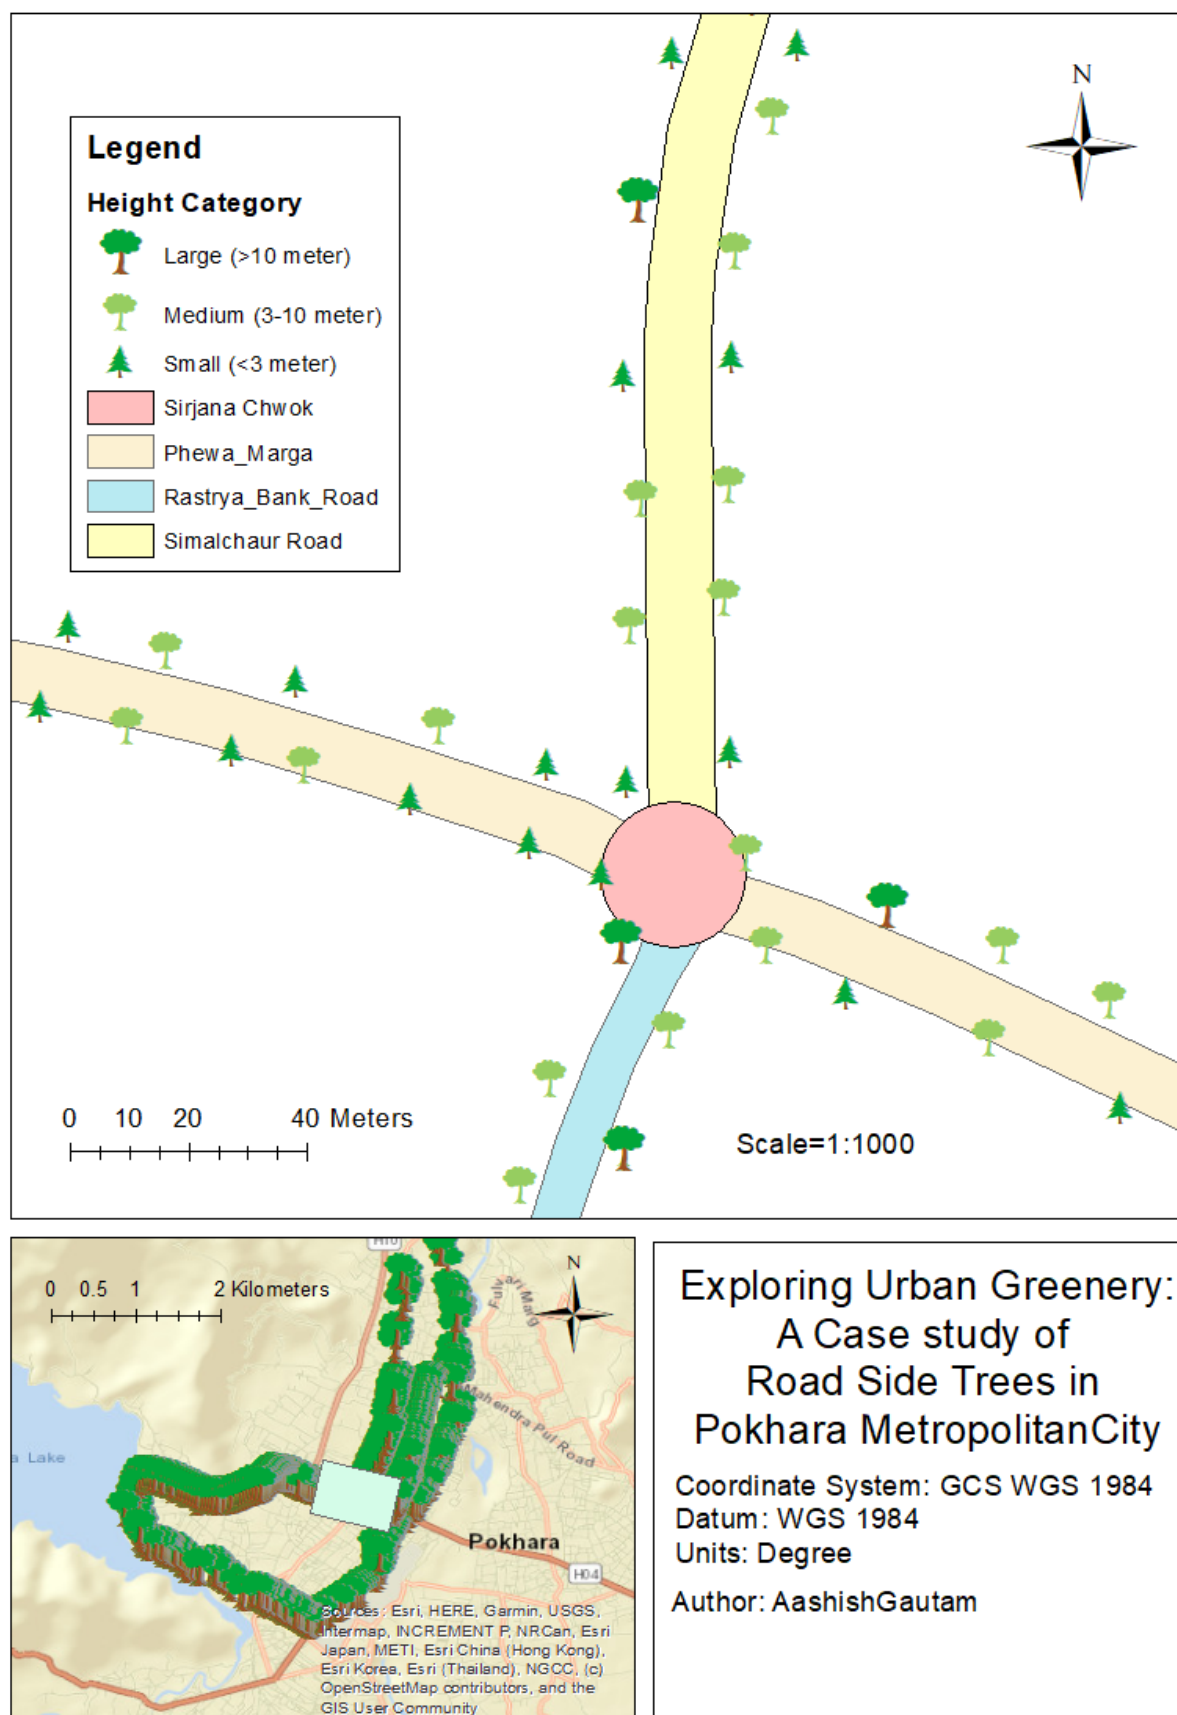 N
Legend
Height Category
Large (>10 meter)
Medium (3-10 meter)
Small (<3 meter)
Sirjana Chwok
Phewa_Marga
Rastrya_Bank_Road
Simalchaur Road
0 10 20 40 Meters
Scale=1:1000
0 0.5 1 2 Kilometers
N
Mahendra Pul Road
a Lake
Pokhara
H04
Sources: Esri, HERE, Garmin, USGS,
Intermap, INCREMENT P, NRCan, Esri
Japan, METI, Esri China (Hong Kong),
Esri Korea, Esri (Thailand), NGCC, (c)
OpenStreetMap contributors, and the
GIS User Community
Exploring Urban Greenery:
A Case study of
Road Side Trees in
Pokhara MetropolitanCity
Coordinate System: GCS WGS 1984
Datum: WGS 1984
Units: Degree
Author: AashishGautam